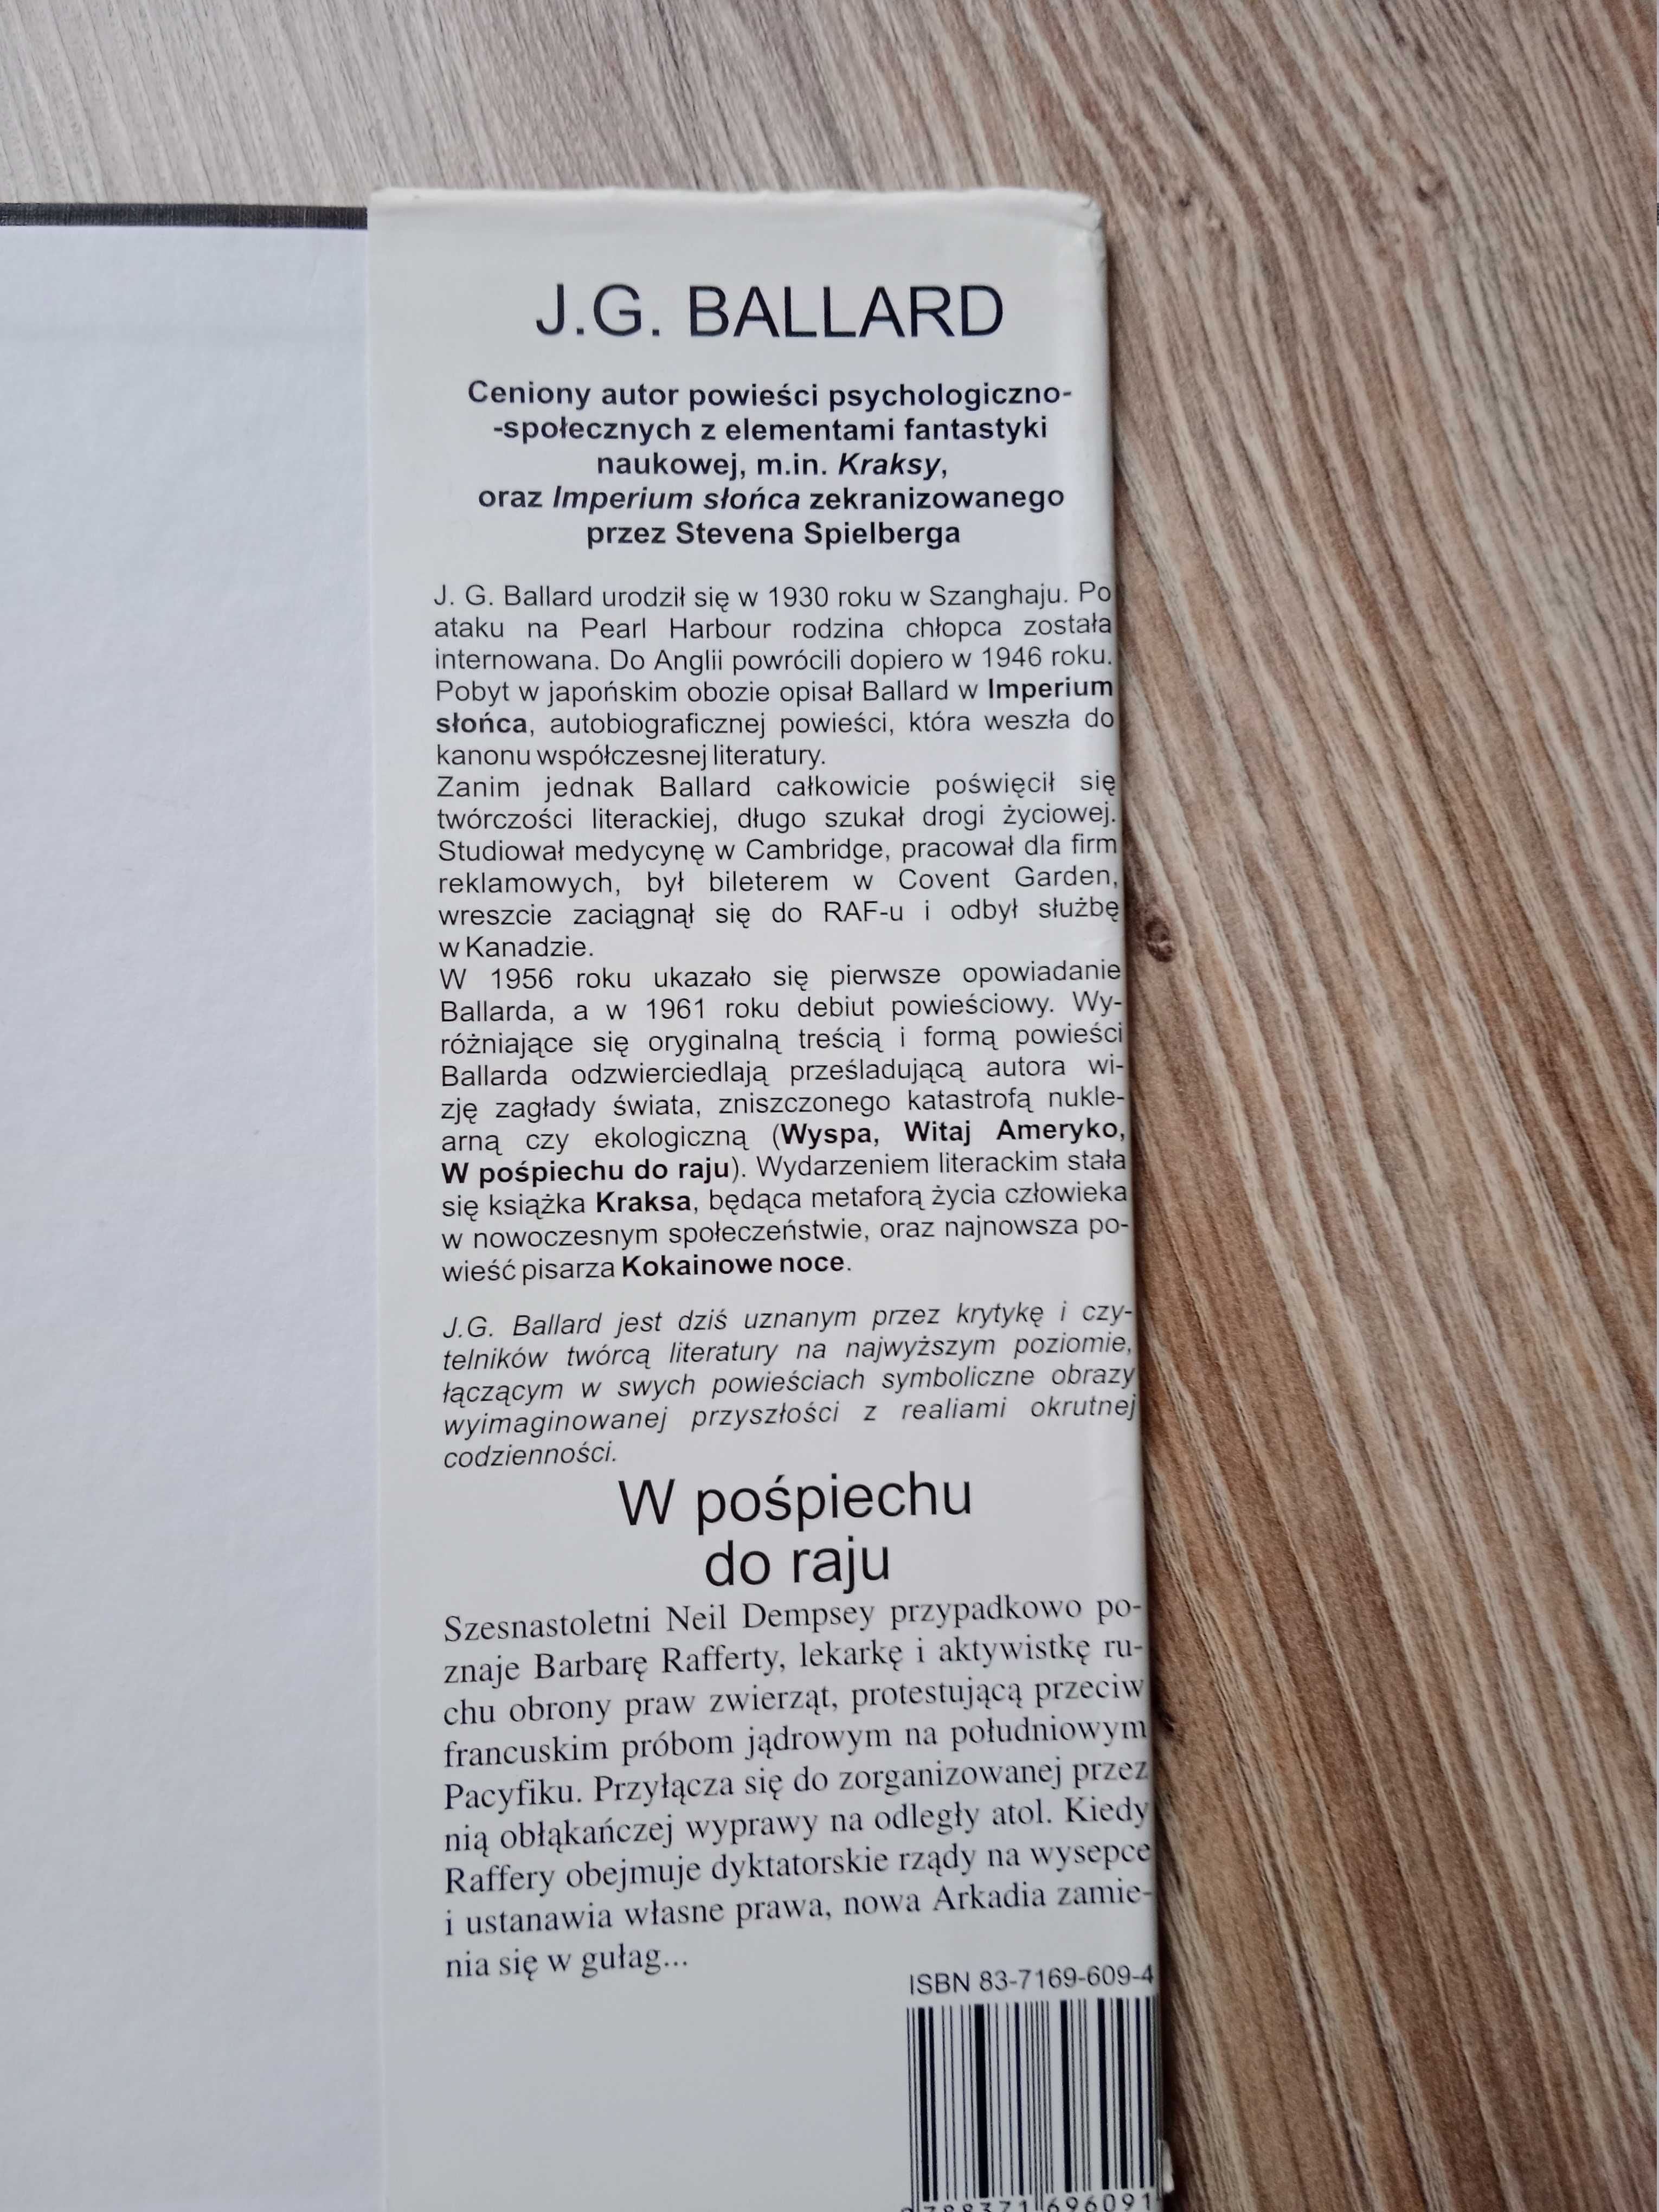 J.G. BALLARD
Ceniony autor powieści psychologiczno-
-społecznych z elementami fantastyki
naukowej, m.in. Kraksy,
oraz Imperium słońca zekranizowanego
przez Stevena Spielberga
J. G. Ballard urodził się w 1930 roku w Szanghaju. Po
ataku na Pearl Harbour rodzina chłopca została
internowana. Do Anglii powrócili dopiero w 1946 roku.
Pobyt w japońskim obozie opisał Ballard w Imperium
słońca, autobiograficznej powieści, która weszła do
kanonu współczesnej literatury.
Zanim jednak Ballard całkowicie poświęcił się
twórczości literackiej, długo szukał drogi życiowej.
Studiował medycynę w Cambridge, pracował dla firm
reklamowych, był bileterem w Covent Garden,
wreszcie zaciągnął się do RAF-u i odbył służbę
w Kanadzie.
W 1956 roku ukazało się pierwsze opowiadanie
Ballarda, a w 1961 roku debiut powieściowy. Wy-
różniające się oryginalną treścią i formą powieści
Ballarda odzwierciedlają prześladującą autora wi-
zję zagłady świata, zniszczonego katastrofą nukle-
arną czy ekologiczną (Wyspa, Witaj Ameryko,
W pośpiechu do raju). Wydarzeniem literackim stała
się książka Kraksa, będąca metaforą życia człowieka
w nowoczesnym społeczeństwie, oraz najnowsza po-
wieść pisarza Kokainowe noce.
J.G. Ballard jest dziś uznanym przez krytykę i czy-
telników twórcą literatury na najwyższym poziomie,
łączącym w swych powieściach symboliczne obrazy
wyimaginowanej przyszłości z realiami okrutnej
codzienności.
W pośpiechu
do raju
Szesnastoletni Neil Dempsey przypadkowo po-
znaje Barbarę Rafferty, lekarkę i aktywistkę ru-
chu obrony praw zwierząt, protestującą przeciw
francuskim próbom jądrowym na południowym
Pacyfiku. Przyłącza się do zorganizowanej przez
nią obłąkańczej wyprawy na odległy atol. Kiedy
Raffery obejmuje dyktatorskie rządy na wysepce
i ustanawia własne prawa, nowa Arkadia zamie-
nia się w gułag...
ISBN 83-7169-609-4
9 788371 696091